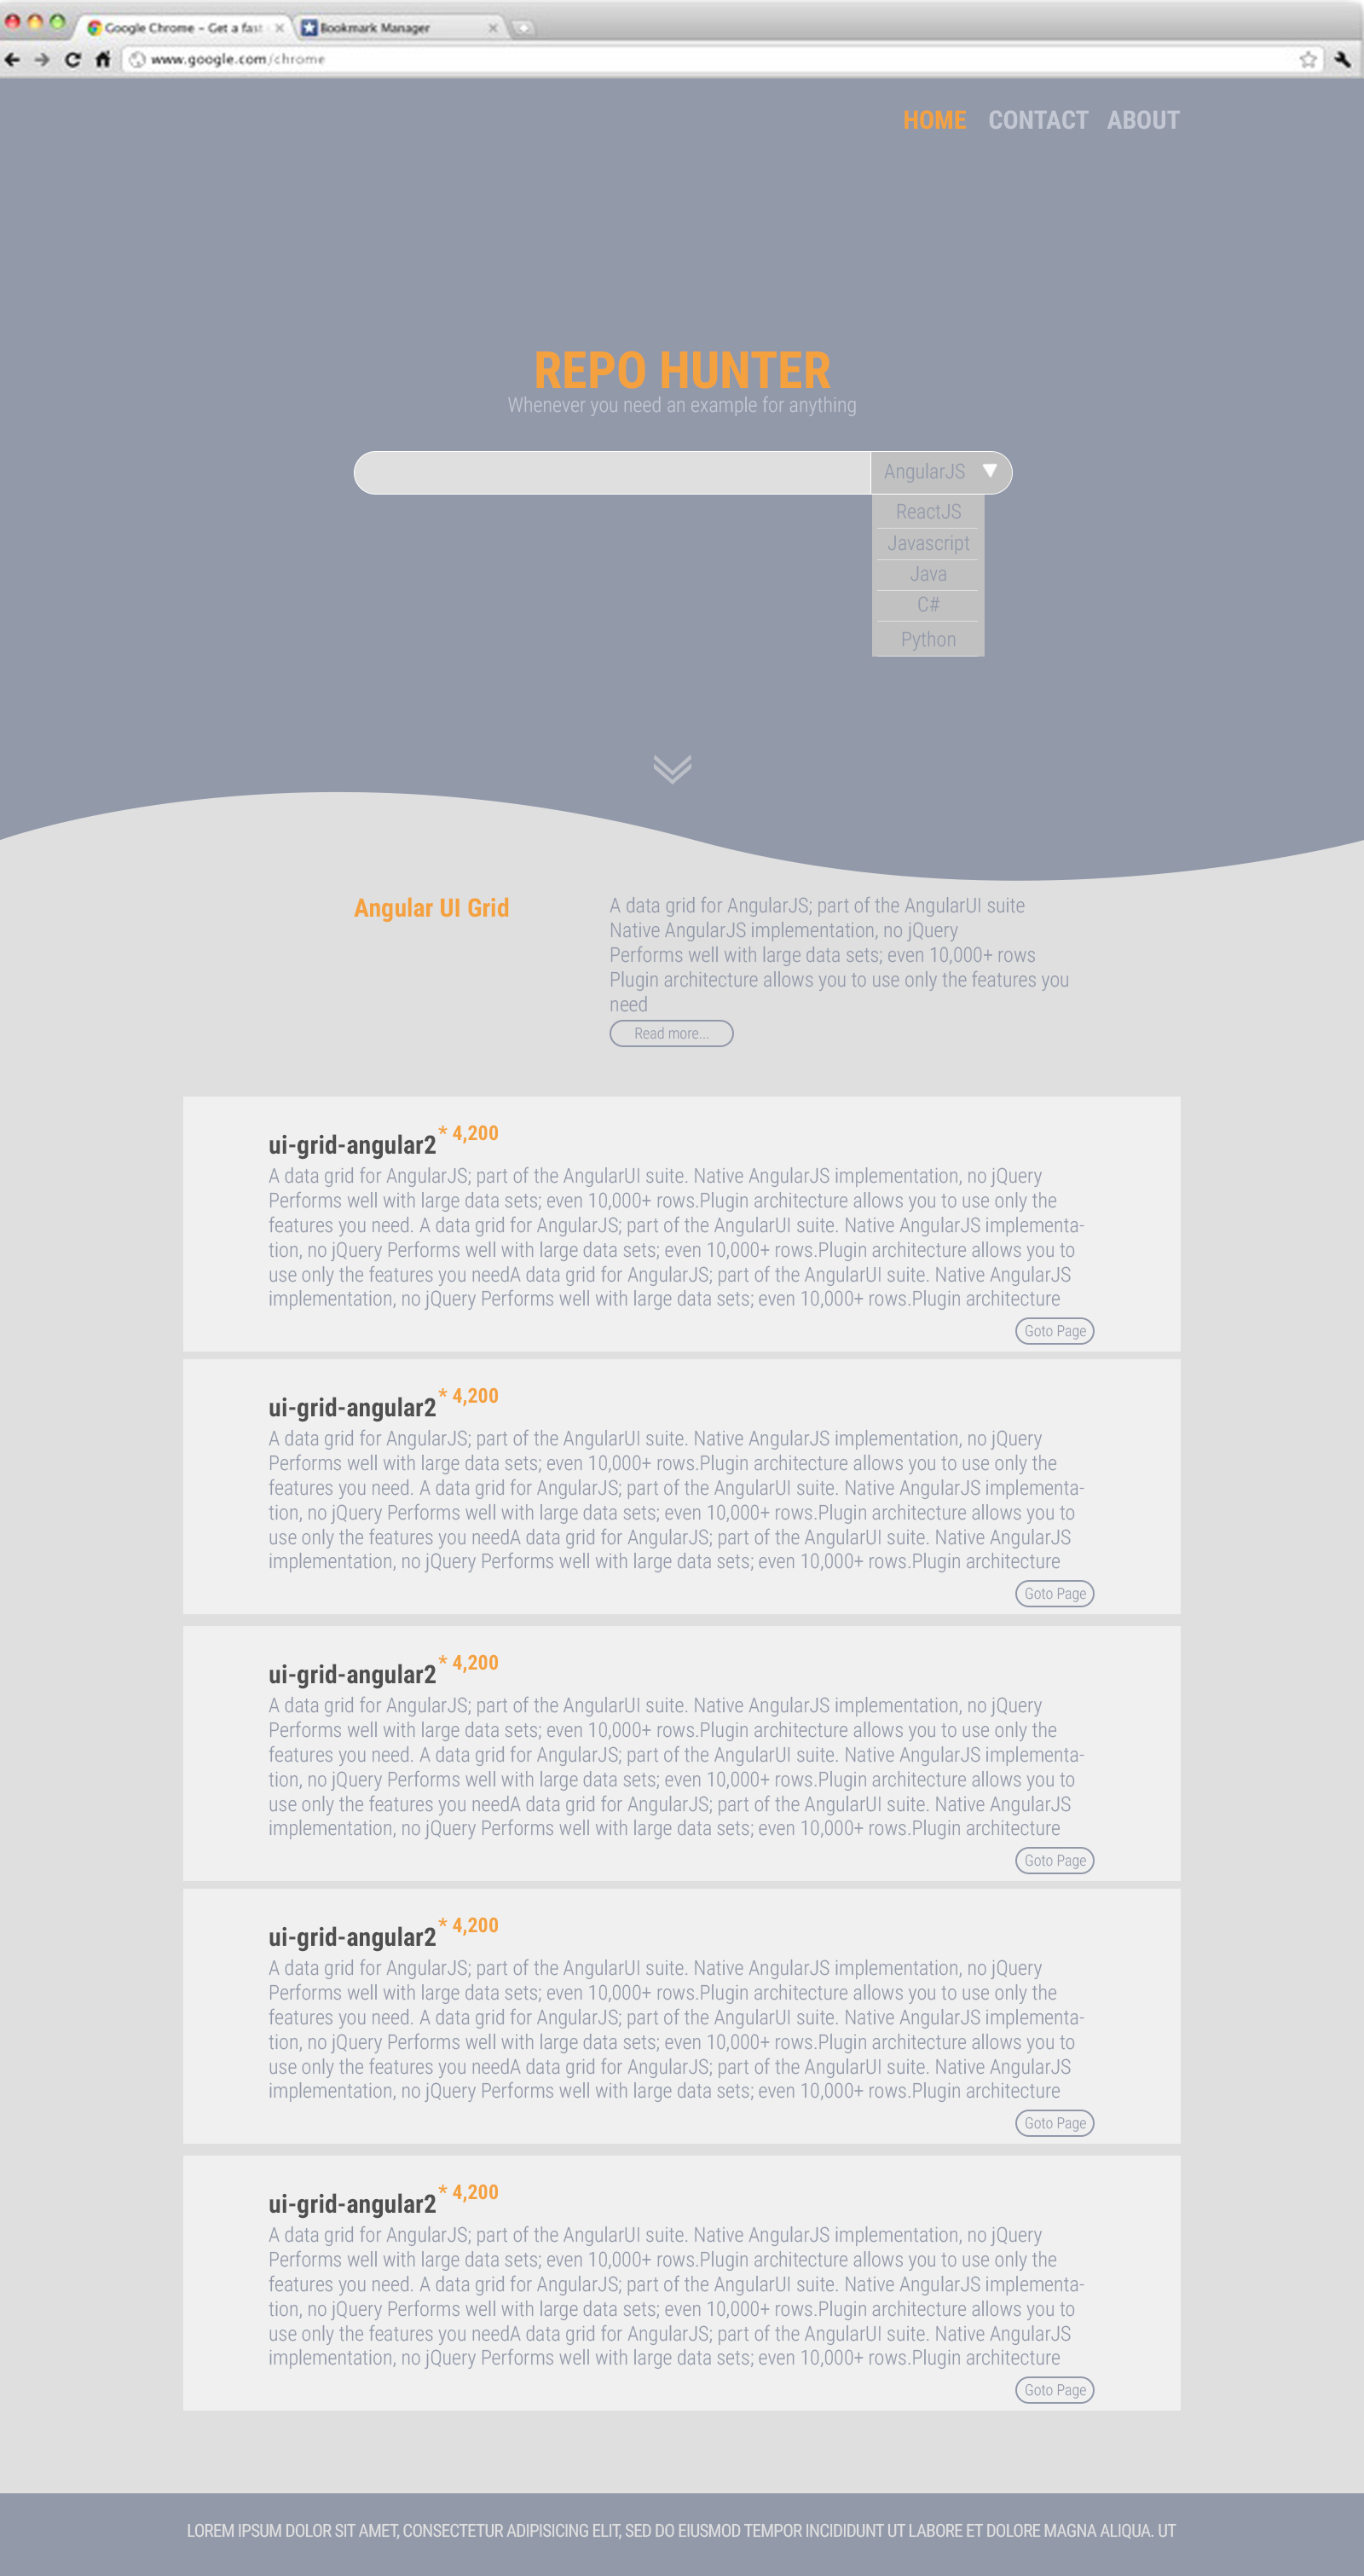 Google Chrome - Get a fast
Bookmark Manager
www.google.com/chrome
HOME CONTACT ABOUT
REPO HUNTER
Whenever you need an example for anything
AngularJS
ReactJS
Javascript
Java
C#
Python
Angular UI Grid
A data grid for AngularJS; part of the AngularUI suite
Native AngularJS implementation, no jQuery
Performs well with large data sets; even 10,000+ rows
Plugin architecture allows you to use only the features you
need
Read more...
ui-grid-angular2 * 4,200
A data grid for AngularJS; part of the AngularUI suite. Native AngularJS implementation, no jQuery
Performs well with large data sets; even 10,000+ rows.Plugin architecture allows you to use only the
features you need. A data grid for AngularJS; part of the AngularUI suite. Native AngularJS implementa-
tion, no jQuery Performs well with large data sets; even 10,000+ rows.Plugin architecture allows you to
use only the features you needA data grid for AngularJS; part of the AngularUI suite. Native AngularJS
implementation, no jQuery Performs well with large data sets; even 10,000+ rows.Plugin architecture
Goto Page
ui-grid-angular2 * 4,200
A data grid for AngularJS; part of the AngularUI suite. Native AngularJS implementation, no jQuery
Performs well with large data sets; even 10,000+ rows.Plugin architecture allows you to use only the
features you need. A data grid for AngularJS; part of the AngularUI suite. Native AngularJS implementa-
tion, no jQuery Performs well with large data sets; even 10,000+ rows.Plugin architecture allows you to
use only the features you needA data grid for AngularJS; part of the AngularUI suite. Native AngularJS
implementation, no jQuery Performs well with large data sets; even 10,000+ rows.Plugin architecture
Goto Page
ui-grid-angular2 * 4,200
A data grid for AngularJS; part of the AngularUI suite. Native AngularJS implementation, no jQuery
Performs well with large data sets; even 10,000+ rows.Plugin architecture allows you to use only the
features you need. A data grid for AngularJS; part of the AngularUI suite. Native AngularJS implementa-
tion, no jQuery Performs well with large data sets; even 10,000+ rows.Plugin architecture allows you to
use only the features you needA data grid for AngularJS; part of the AngularUI suite. Native AngularJS
implementation, no jQuery Performs well with large data sets; even 10,000+ rows.Plugin architecture
Goto Page
ui-grid-angular2 * 4,200
A data grid for AngularJS; part of the AngularUI suite. Native AngularJS implementation, no jQuery
Performs well with large data sets; even 10,000+ rows.Plugin architecture allows you to use only the
features you need. A data grid for AngularJS; part of the AngularUI suite. Native AngularJS implementa-
tion, no jQuery Performs well with large data sets; even 10,000+ rows.Plugin architecture allows you to
use only the features you needA data grid for AngularJS; part of the AngularUI suite. Native AngularJS
implementation, no jQuery Performs well with large data sets; even 10,000+ rows.Plugin architecture
Goto Page
ui-grid-angular2 * 4,200
A data grid for AngularJS; part of the AngularUI suite. Native AngularJS implementation, no jQuery
Performs well with large data sets; even 10,000+ rows.Plugin architecture allows you to use only the
features you need. A data grid for AngularJS; part of the AngularUI suite. Native AngularJS implementa-
tion, no jQuery Performs well with large data sets; even 10,000+ rows.Plugin architecture allows you to
use only the features you needA data grid for AngularJS; part of the AngularUI suite. Native AngularJS
implementation, no jQuery Performs well with large data sets; even 10,000+ rows.Plugin architecture
Goto Page
LOREM IPSUM DOLOR SIT AMET, CONSECTETUR ADIPISICING ELIT, SED DO EIUSMOD TEMPOR INCIDIDUNT UT LABORE ET DOLORE MAGNA ALIQUA. UT